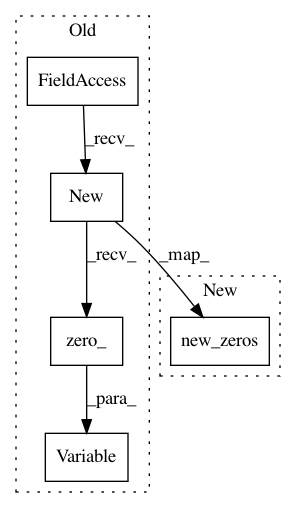 Old
FieldAccess
_recv_
New
_recv_
_map_
New
zero_
new_zeros
_para_
Variable